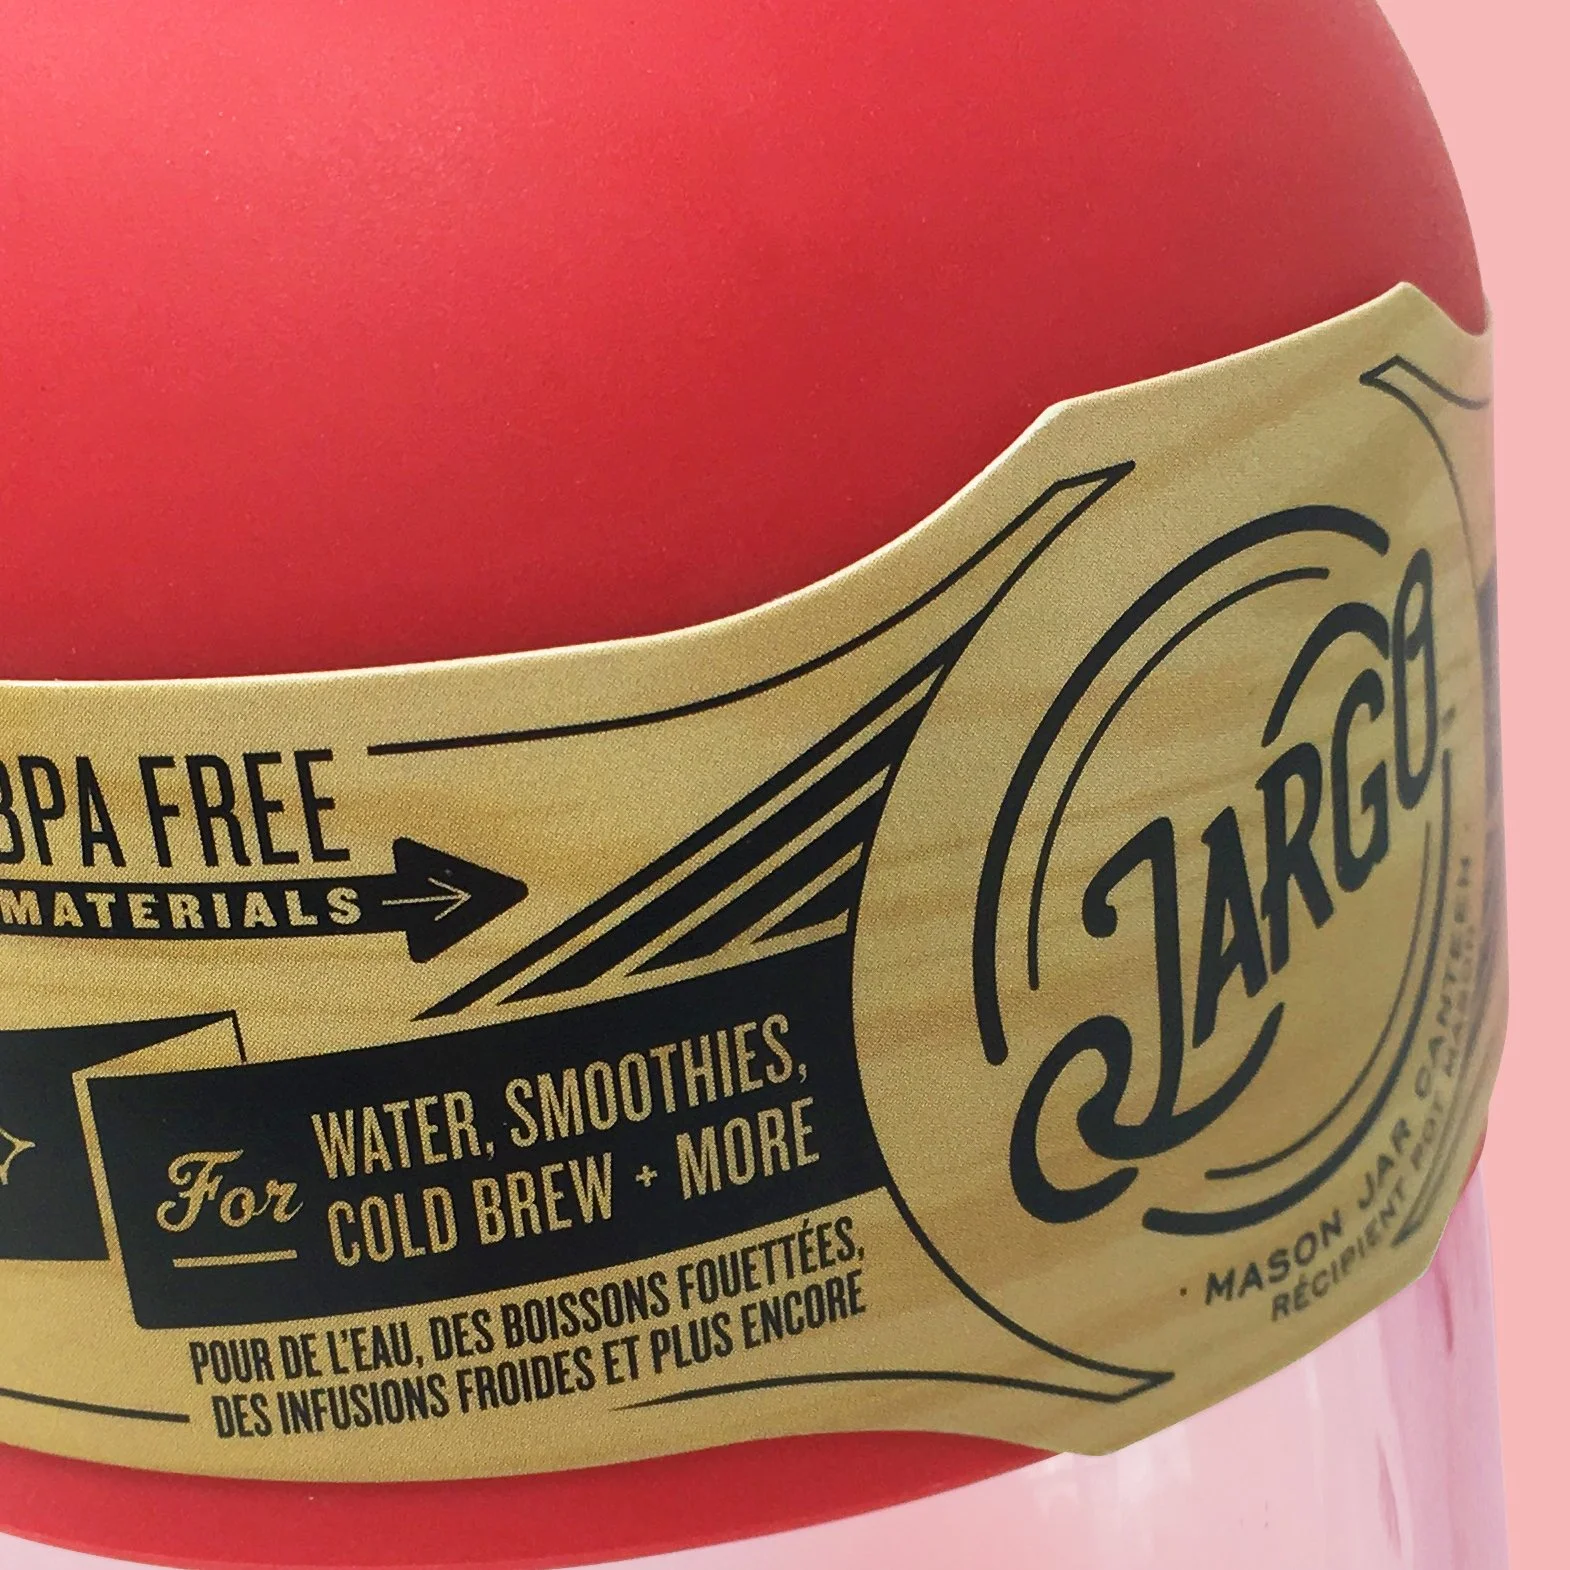 BPA FREE
MATERIALS
For
WATER, SMOOTHIES,
COLD BREW + MORE
POUR DE L'EAU, DES BOISSONS FOUETTÉES,
DES INFUSIONS FROIDES ET PLUS ENCORE
JARGO
· MASON JAR CANTEEN ·
RÉCIPIENT POT MASON